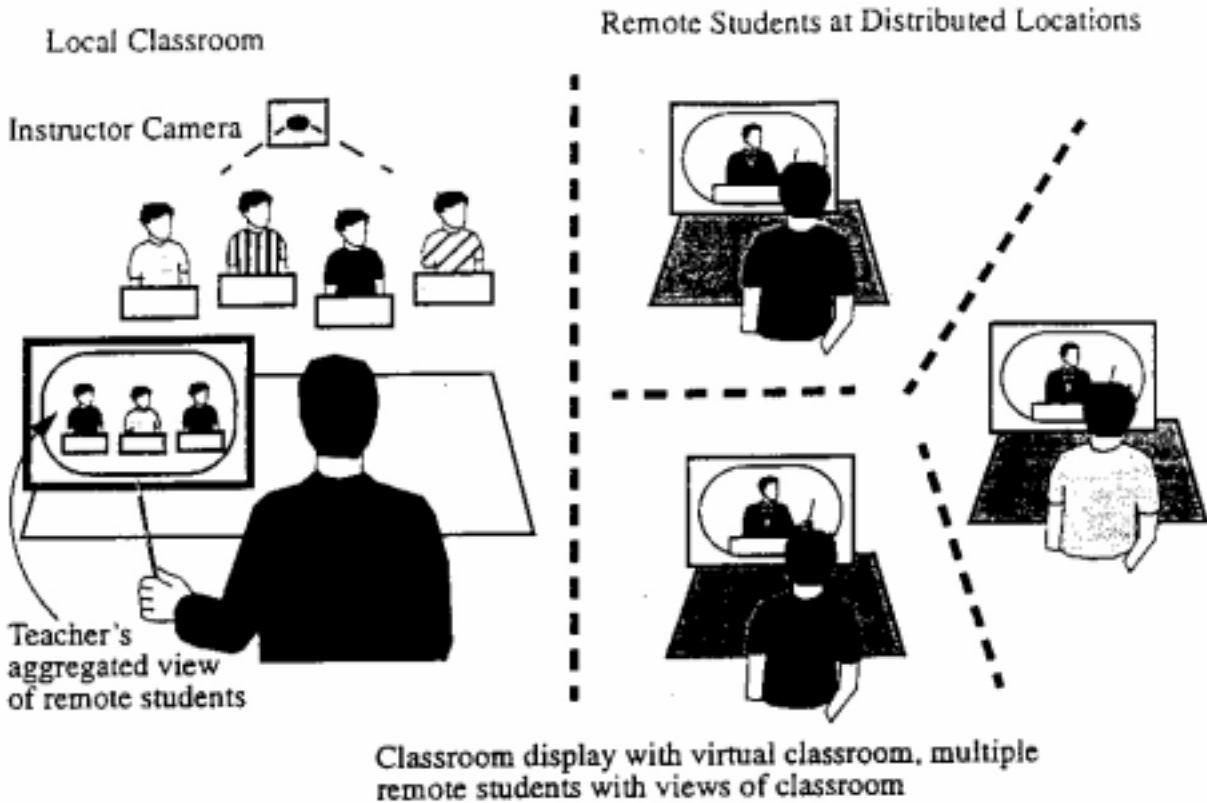 Local Classroom
Remote Students at Distributed Locations
Instructor Camera
Teacher's
aggregated view
of remote students
Classroom display with virtual classroom, multiple
remote students with views of classroom